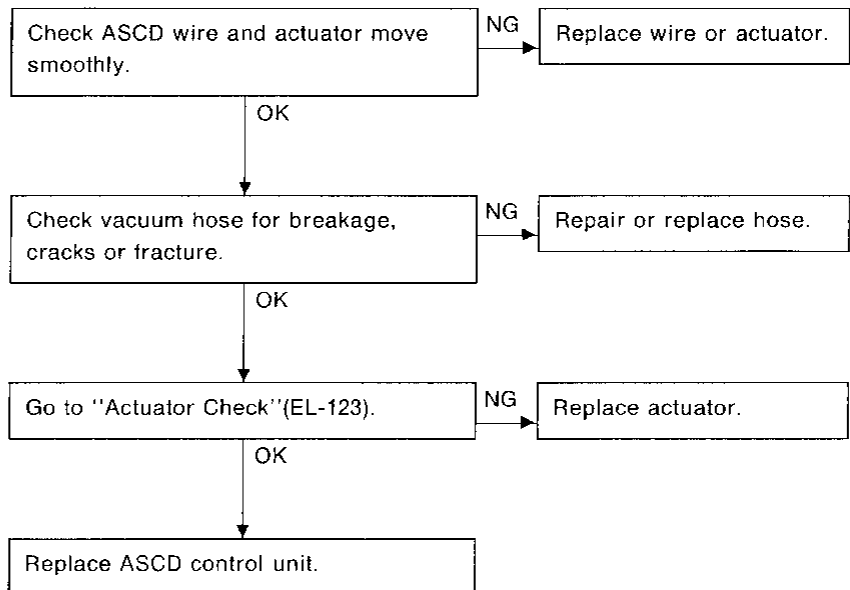 Check ASCD wire and actuator move
smoothly.
NG
Replace wire or actuator.
OK
Check vacuum hose for breakage,
cracks or fracture.
NG
Repair or replace hose.
OK
Go to ''Actuator Check''(EL-123).
NG
Replace actuator.
OK
Replace ASCD control unit.